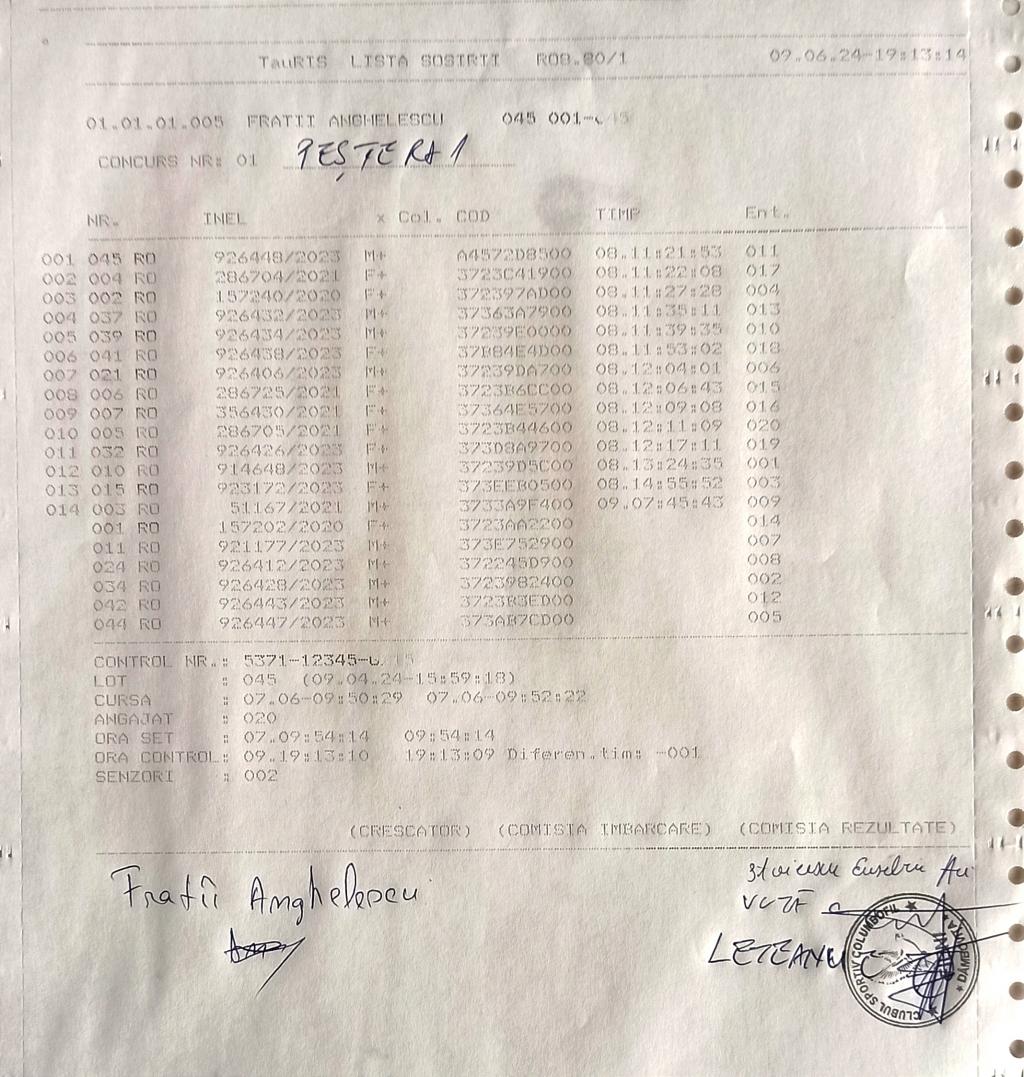 TauRIS LISTA SOSIRII R08.80/1 09.06.24-19:13:14
01.01.01.005 FRATII ANGHELESCU 045 001-
CONCURS NR: 01 PEȘTERA 1
NR. INEL x Col. COD TIMP Ent.
001 045 RO 926448/2023 M+ A4572D8500 08.11:21:53 011
002 004 RO 286704/2021 F+ 3723C41900 08.11:22:08 017
003 002 RO 157240/2020 F+ 372397AD00 08.11:27:28 004
004 037 RO 926432/2023 M+ 37363A7900 08.11:35:11 013
005 039 RO 926434/2023 M+ 37239E0000 08.11:39:35 010
006 041 RO 926438/2023 F+ 37B84E4D00 08.11:53:02 018
007 021 RO 926406/2023 M+ 37239DA700 08.12:04:01 006
008 006 RO 286725/2021 F+ 3723B6CC00 08.12:06:43 015
009 007 RO 356430/2021 F+ 37364E5700 08.12:09:08 016
010 005 RO 286705/2021 F+ 3723B44600 08.12:11:09 020
011 032 RO 926426/2023 F+ 373D8A9700 08.12:17:11 019
012 010 RO 914648/2023 M+ 37239D5C00 08.13:24:35 001
013 015 RO 923172/2023 F+ 373EEB0500 08.14:55:52 003
014 003 RO 51167/2021 M+ 3733A9F400 09.07:45:43 009
001 RO 157202/2020 F+ 3723AA2200 014
011 RO 921177/2023 M+ 373E752900 007
024 RO 926412/2023 M+ 372245D900 008
034 RO 926428/2023 M+ 3723982400 002
042 RO 926443/2023 M+ 3723B3ED00 012
044 RO 926447/2023 M+ 373AB7CD00 005
CONTROL NR.: 5371-12345-
LOT : 045 (09.04.24-15:59:18)
CURSA : 07.06-09:50:29 07.06-09:52:22
ANGAJAT : 020
ORA SET : 07.09:54:14 09:54:14
ORA CONTROL: 09.19:13:10 19:13:09 Diferen.tim: -001
SENZORI : 002
(CRESCATOR) (COMISIA IMBARCARE) (COMISIA REZULTATE)
Fratii Anghelescu
LETEANU
CLUBUL SPORTIV COLUMBOFIL